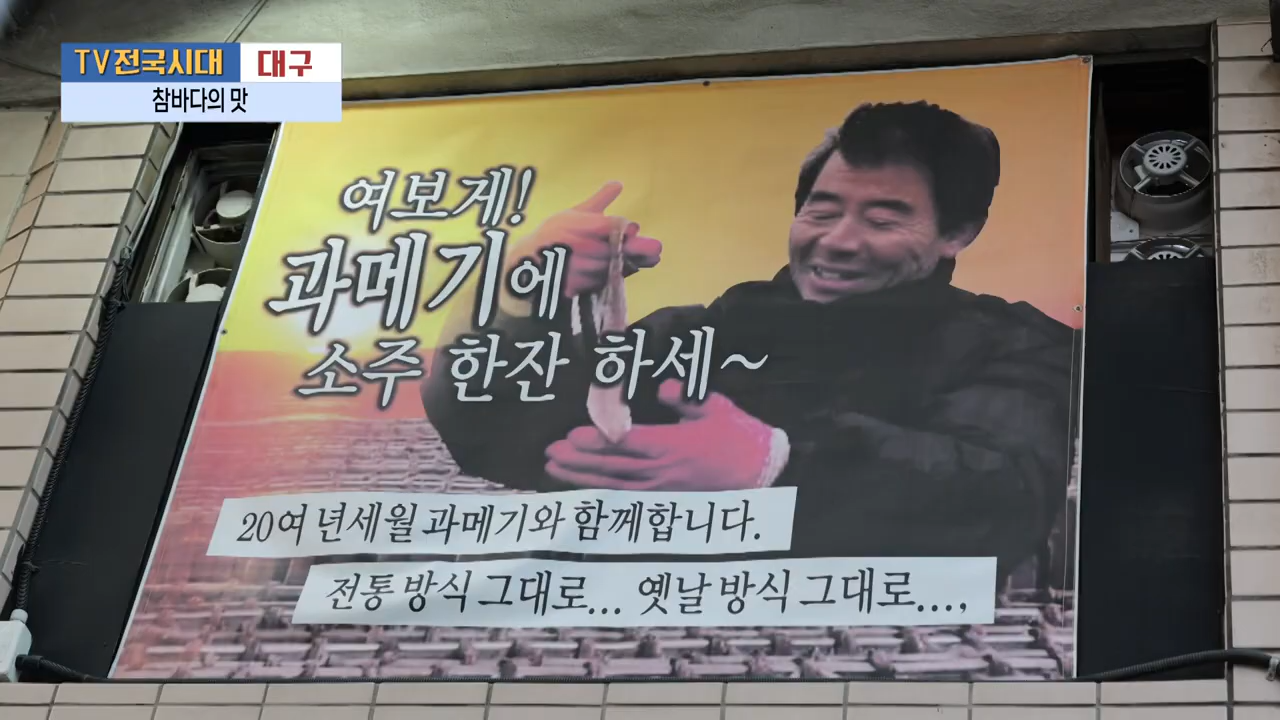 TV전국시대 대구
참바다의 맛
여보게!
과메기에
소주 한잔 하세~
20여 년세월 과메기와 함께합니다.
전통 방식 그대로... 옛날 방식 그대로...,